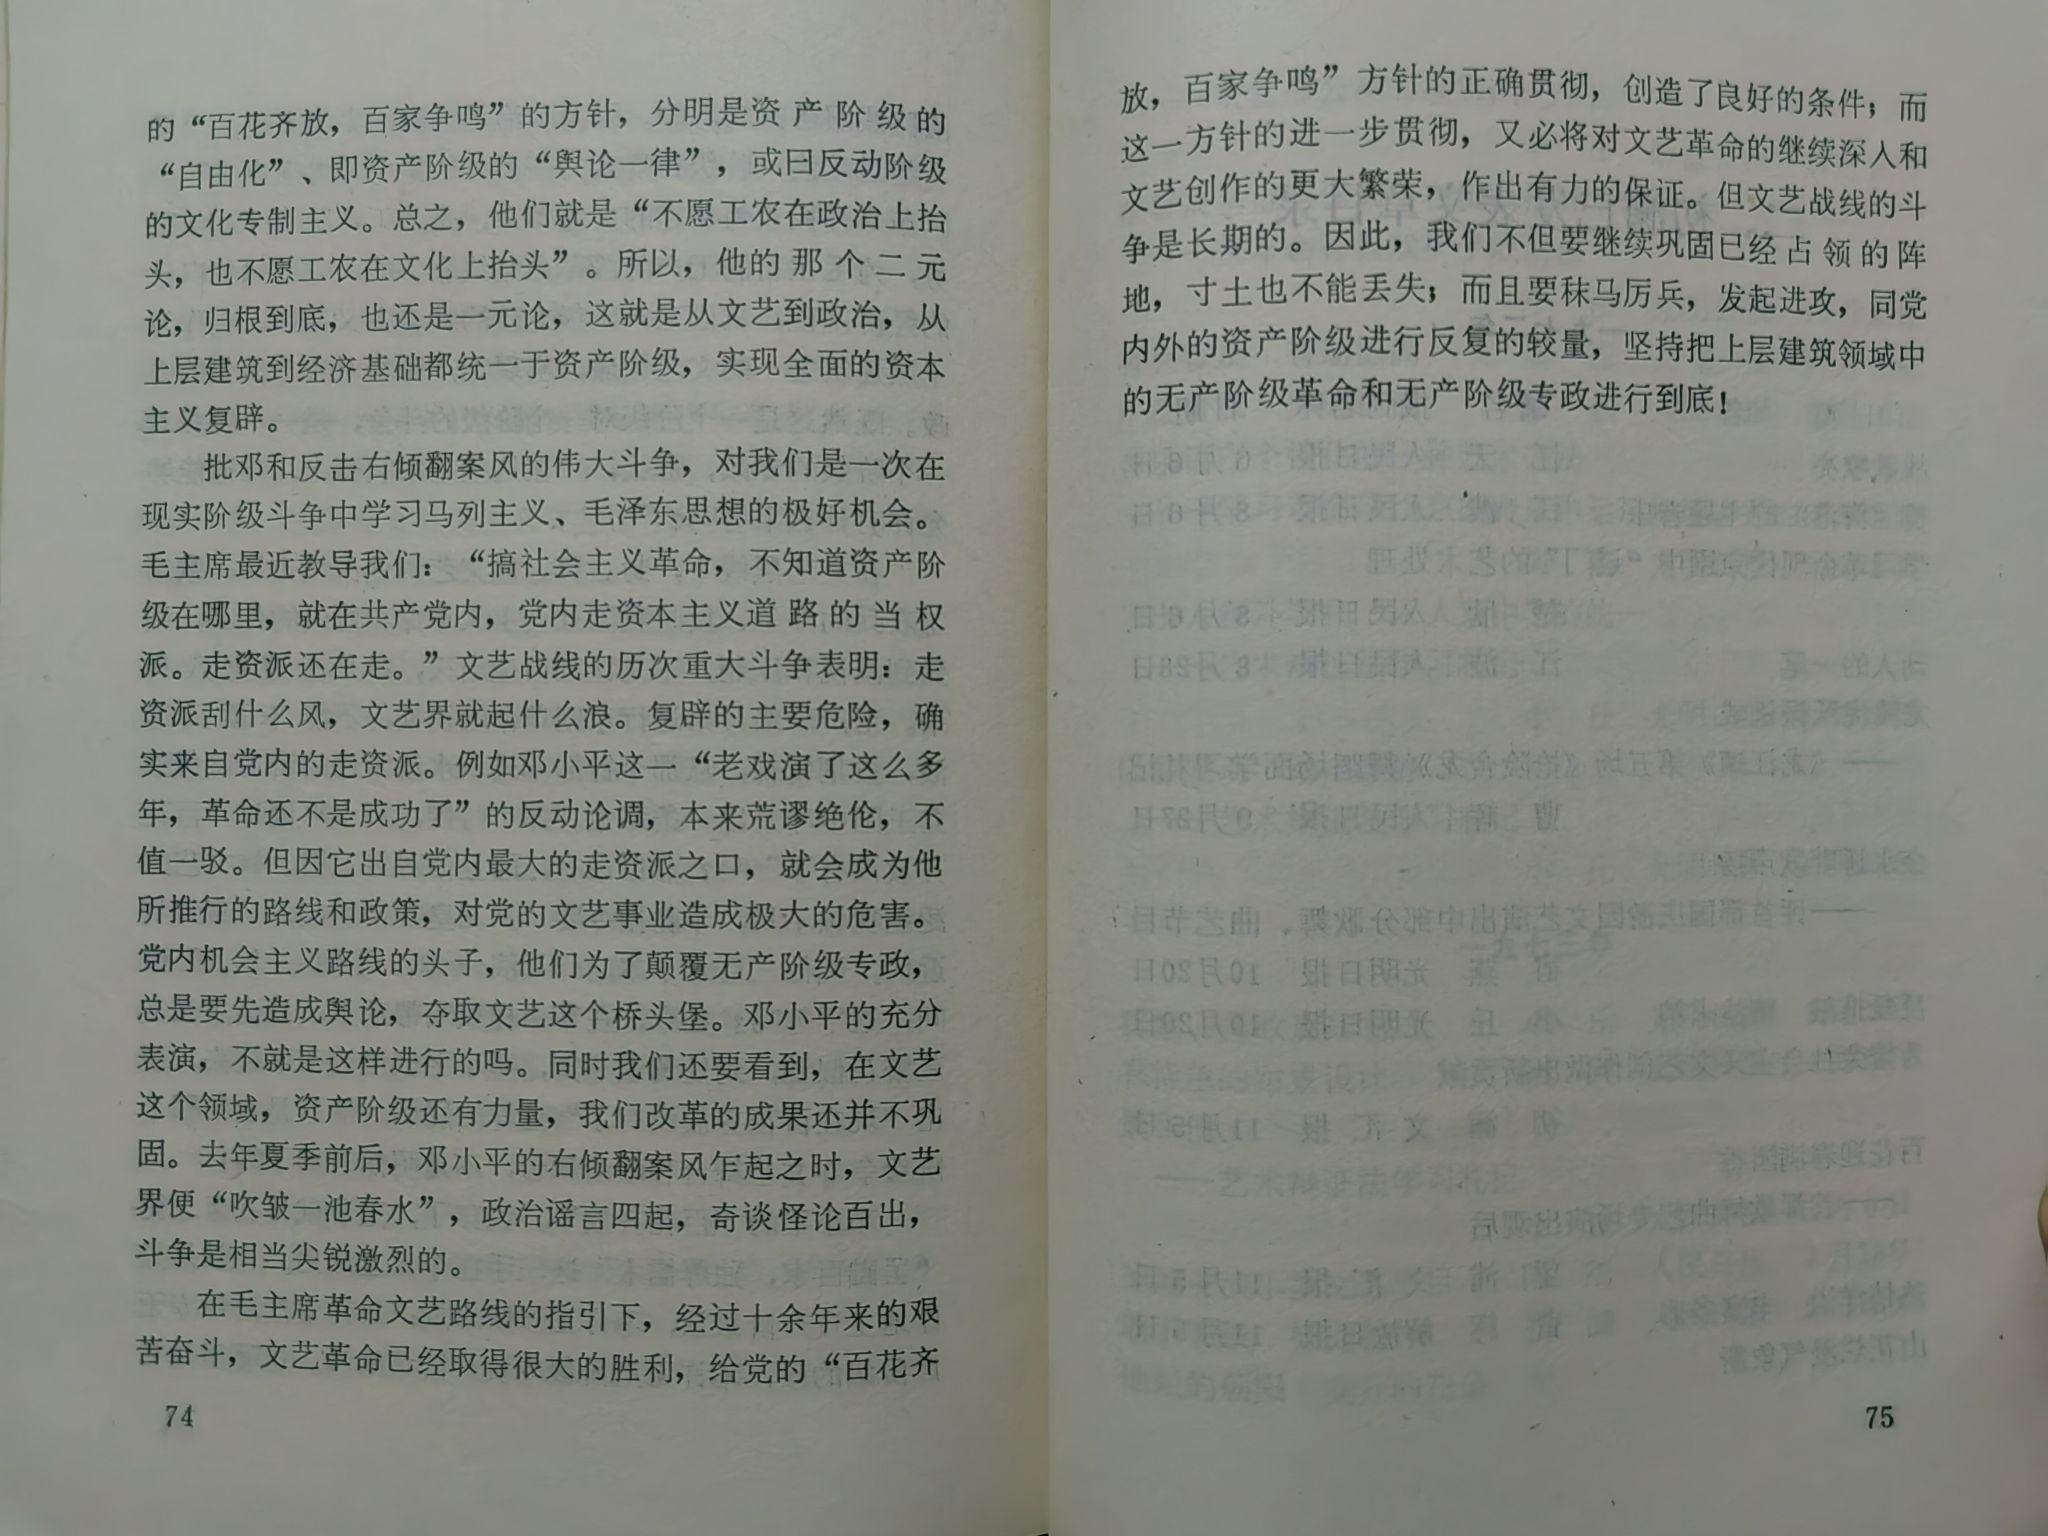 的“百花齐放，百家争鸣”的方针，分明是资产阶级的
“自由化”、即资产阶级的“舆论一律”，或曰反动阶级
的文化专制主义。总之，他们就是“不愿工农在政治上抬
头，也不愿工农在文化上抬头”。所以，他的那个二元
论，归根到底，也还是一元论，这就是从文艺到政治，从
上层建筑到经济基础都统一于资产阶级，实现全面的资本
主义复辟。
批邓和反击右倾翻案风的伟大斗争，对我们是一次在
现实阶级斗争中学习马列主义、毛泽东思想的极好机会。
毛主席最近教导我们：“搞社会主义革命，不知道资产阶
级在哪里，就在共产党内，党内走资本主义道路的当权
派。走资派还在走。”文艺战线的历次重大斗争表明：走
资派刮什么风，文艺界就起什么浪。复辟的主要危险，确
实来自党内的走资派。例如邓小平这一“老戏演了这么多
年，革命还不是成功了”的反动论调，本来荒谬绝伦，不
值一驳。但因它出自党内最大的走资派之口，就会成为他
所推行的路线和政策，对党的文艺事业造成极大的危害。
党内机会主义路线的头子，他们为了颠覆无产阶级专政，
总是要先造成舆论，夺取文艺这个桥头堡。邓小平的充分
表演，不就是这样进行的吗。同时我们还要看到，在文艺
这个领域，资产阶级还有力量，我们改革的成果还并不巩
固。去年夏季前后，邓小平的右倾翻案风乍起之时，文艺
界便“吹皱一池春水”，政治谣言四起，奇谈怪论百出，
斗争是相当尖锐激烈的。
在毛主席革命文艺路线的指引下，经过十余年来的艰
苦奋斗，文艺革命已经取得很大的胜利，给党的“百花齐
74
放，百家争鸣”方针的正确贯彻，创造了良好的条件；而
这一方针的进一步贯彻，又必将对文艺革命的继续深入和
文艺创作的更大繁荣，作出有力的保证。但文艺战线的斗
争是长期的。因此，我们不但要继续巩固已经占领的阵
地，寸土也不能丢失；而且要秣马厉兵，发起进攻，同党
内外的资产阶级进行反复的较量，坚持把上层建筑领域中
的无产阶级革命和无产阶级专政进行到底！
75